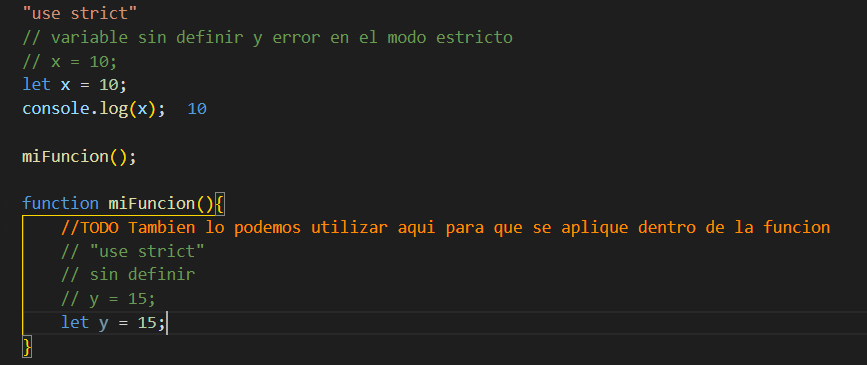 "use strict"
// variable sin definir y error en el modo estricto
// x = 10;
let x = 10;
console.log(x);  10
miFuncion();
function miFuncion(){
//TODO Tambien lo podemos utilizar aqui para que se aplique dentro de la funcion
// "use strict"
// sin definir
// y = 15;
let y = 15;
}